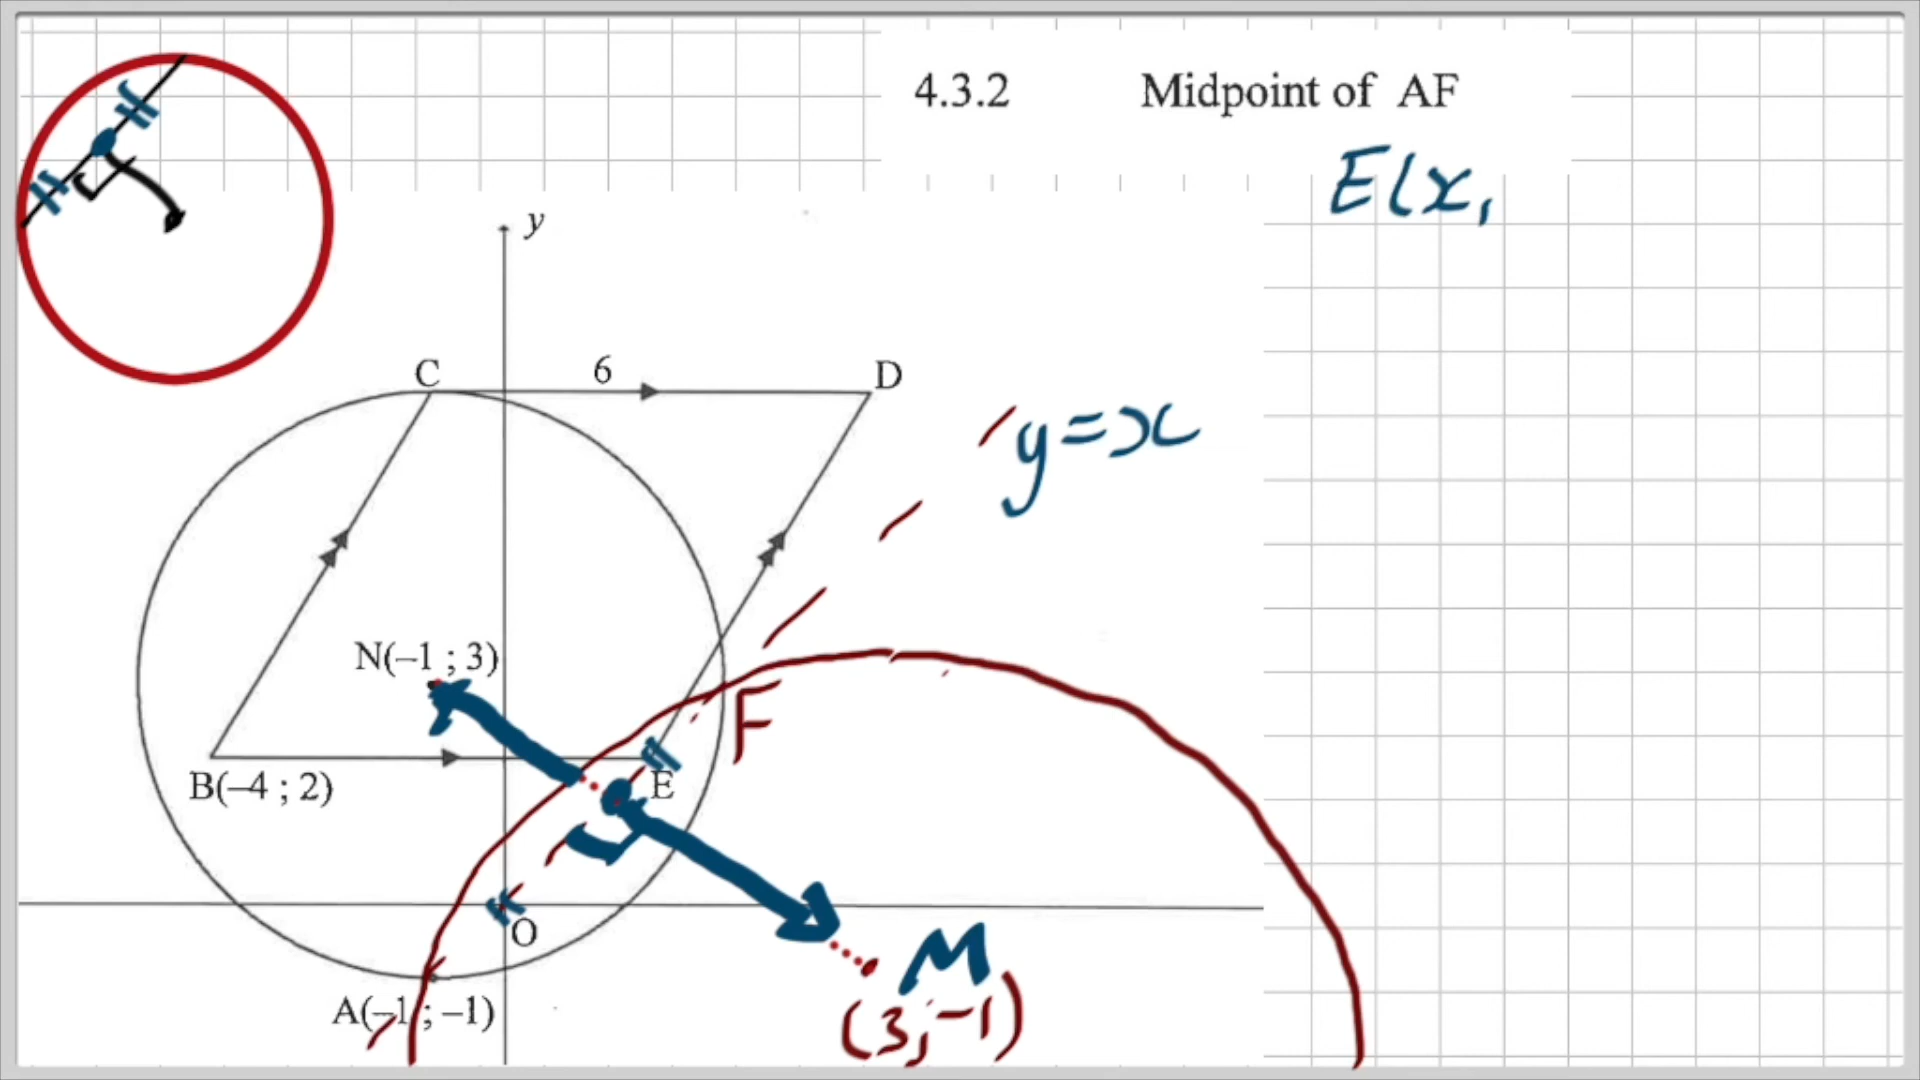 4.3.2 Midpoint of AF
E(x,
y
C 6 D
y=x
N(–1 ; 3)
F
B(–4 ; 2)
E
O
M
A(–1 ; –1)
(3;-1)